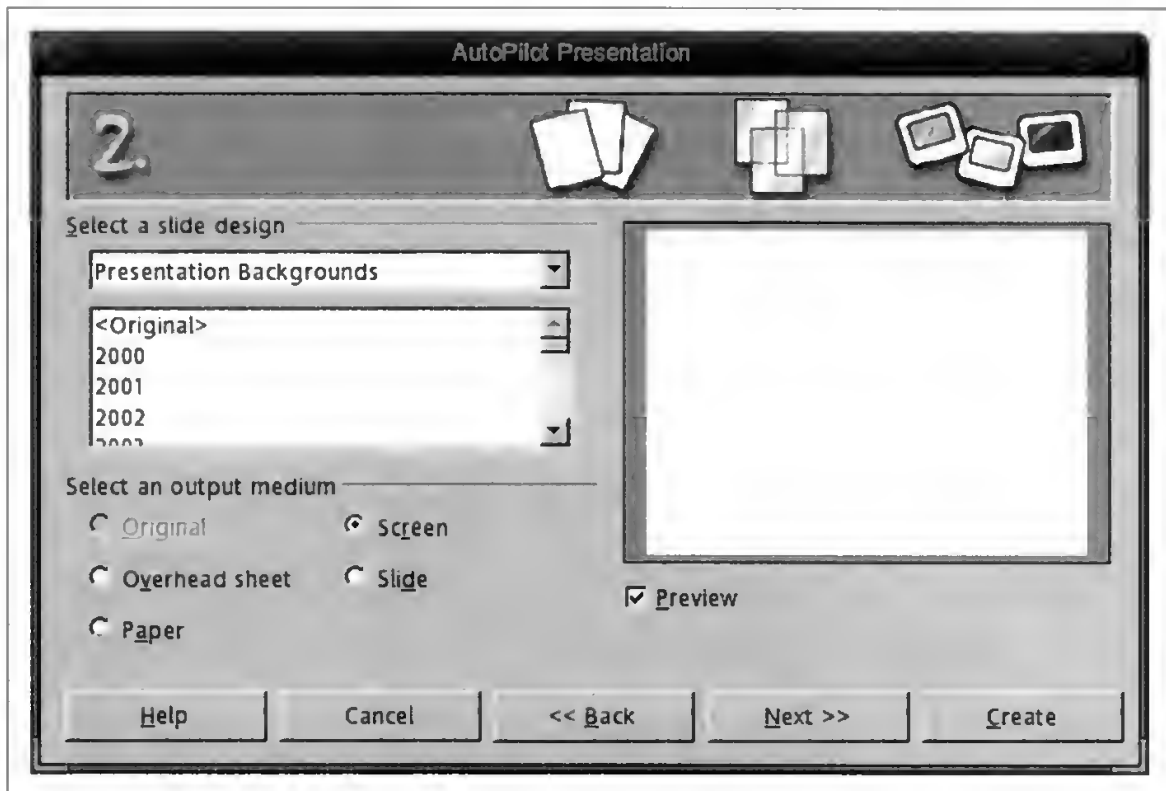 AutoPilot Presentation
2.
Select a slide design
Presentation Backgrounds
<Original>
2000
2001
2002
Select an output medium
Original Screen
Overhead sheet Slide
Paper
Preview
Help Cancel << Back Next >> Create